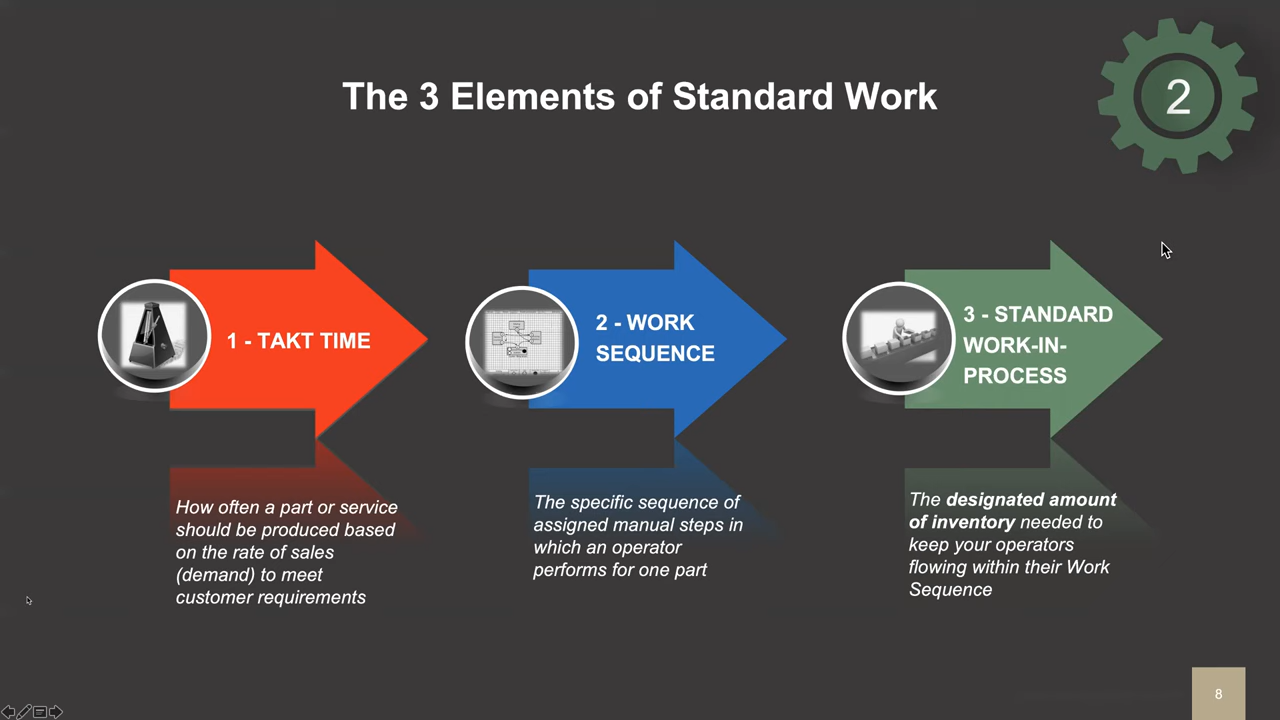 The 3 Elements of Standard Work
2
1 - TAKT TIME
2 - WORK
SEQUENCE
3 - STANDARD
WORK-IN-
PROCESS
How often a part or service
should be produced based
on the rate of sales
(demand) to meet
customer requirements
The specific sequence of
assigned manual steps in
which an operator
performs for one part
The designated amount
of inventory needed to
keep your operators
flowing within their Work
Sequence
8